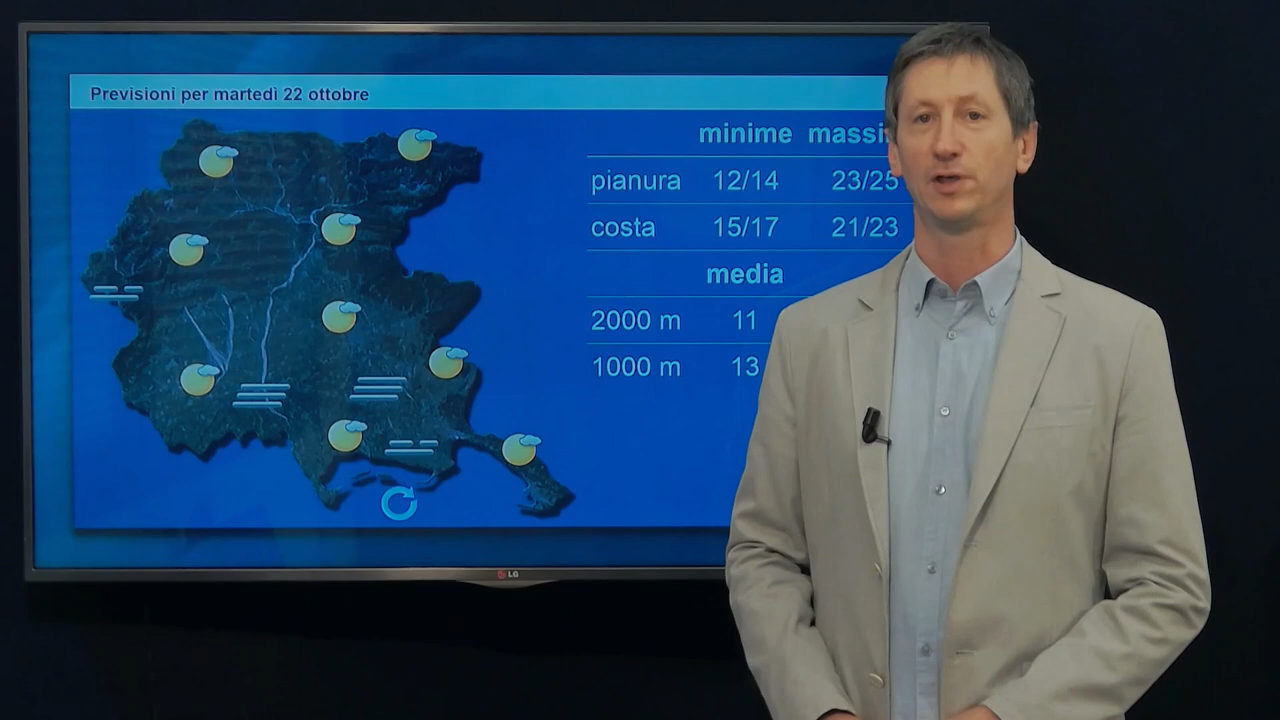 Previsioni per martedì 22 ottobre
minime massi
pianura 12/14 23/25
costa 15/17 21/23
media
2000 m 11
1000 m 13
LG